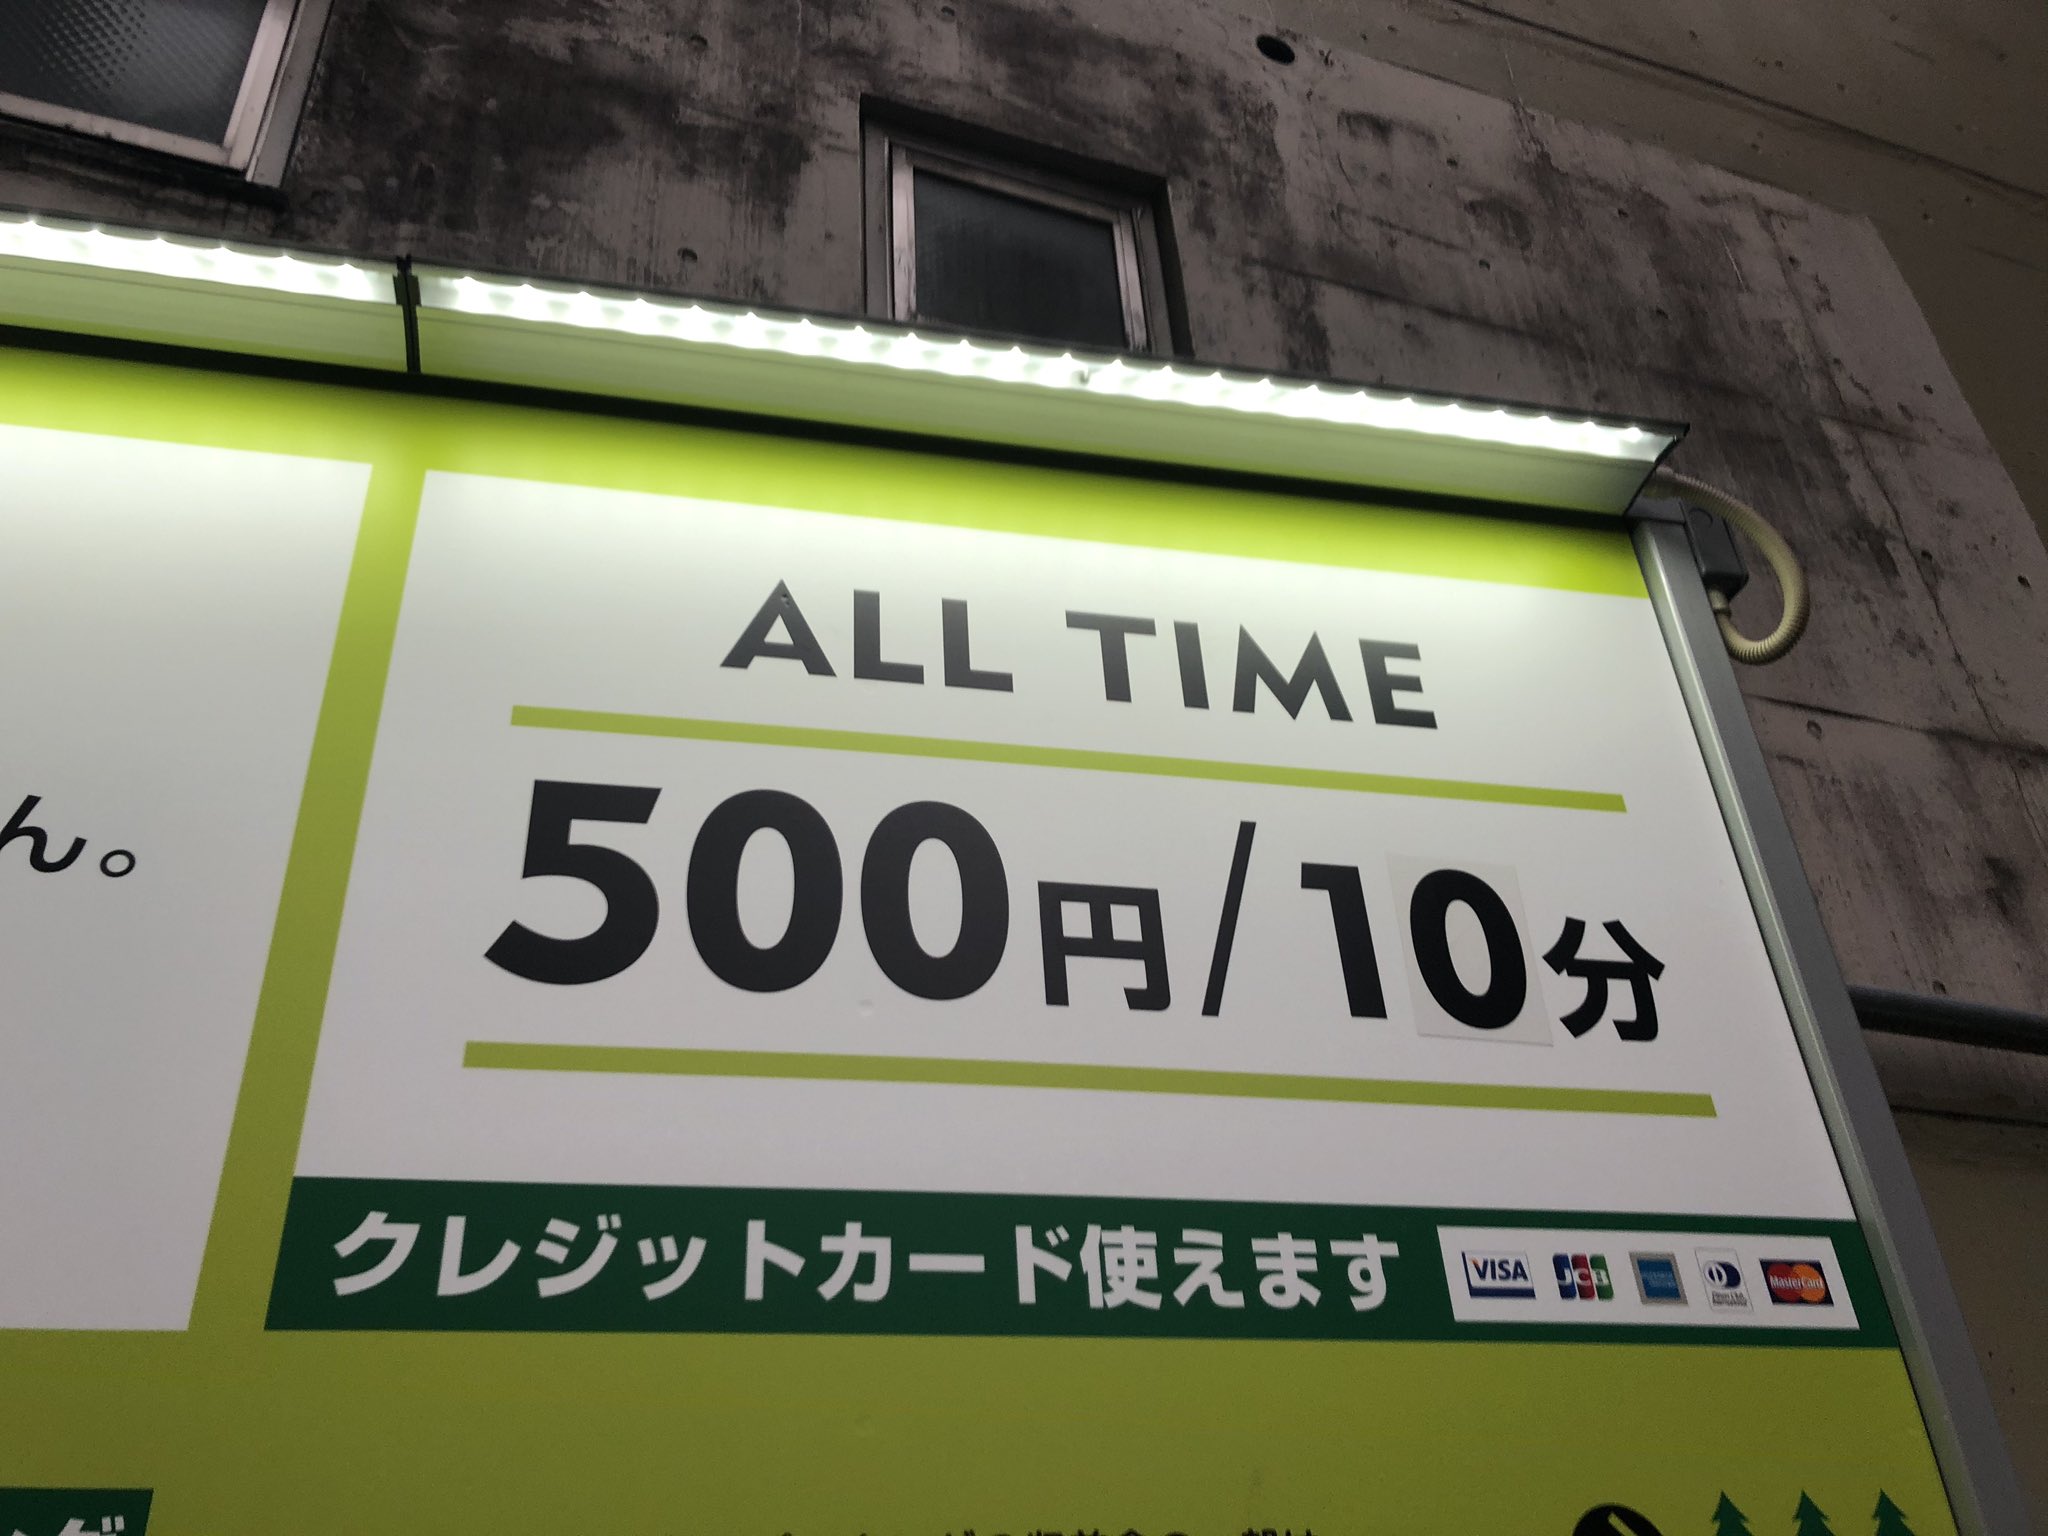 ん。
ALL TIME
500円/10分
クレジットカード使えます
VISA
JCB
MasterCard